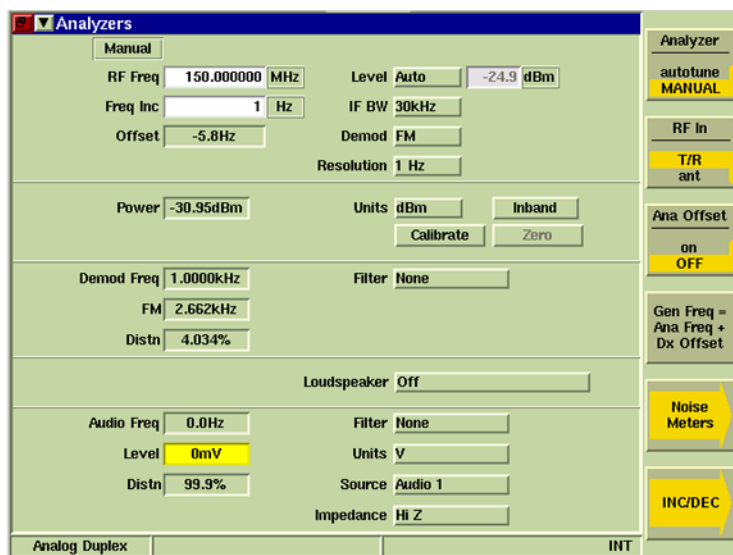 Analyzers
Manual
RF Freq 150.000000 MHz Level Auto -24.9 dBm
Freq Inc 1 Hz IF BW 30kHz
Offset -5.8Hz Demod FM
Resolution 1 Hz
Power -30.95dBm Units dBm Inband
Calibrate Zero
Demod Freq 1.0000kHz Filter None
FM 2.662kHz
Distn 4.034%
Loudspeaker Off
Audio Freq 0.0Hz Filter None
Level 0mV Units V
Distn 99.9% Source Audio 1
Impedance Hi Z
Analog Duplex INT
Analyzer
autotune
MANUAL
RF In
T/R
ant
Ana Offset
on
OFF
Gen Freq =
Ana Freq +
Dx Offset
Noise
Meters
INC/DEC